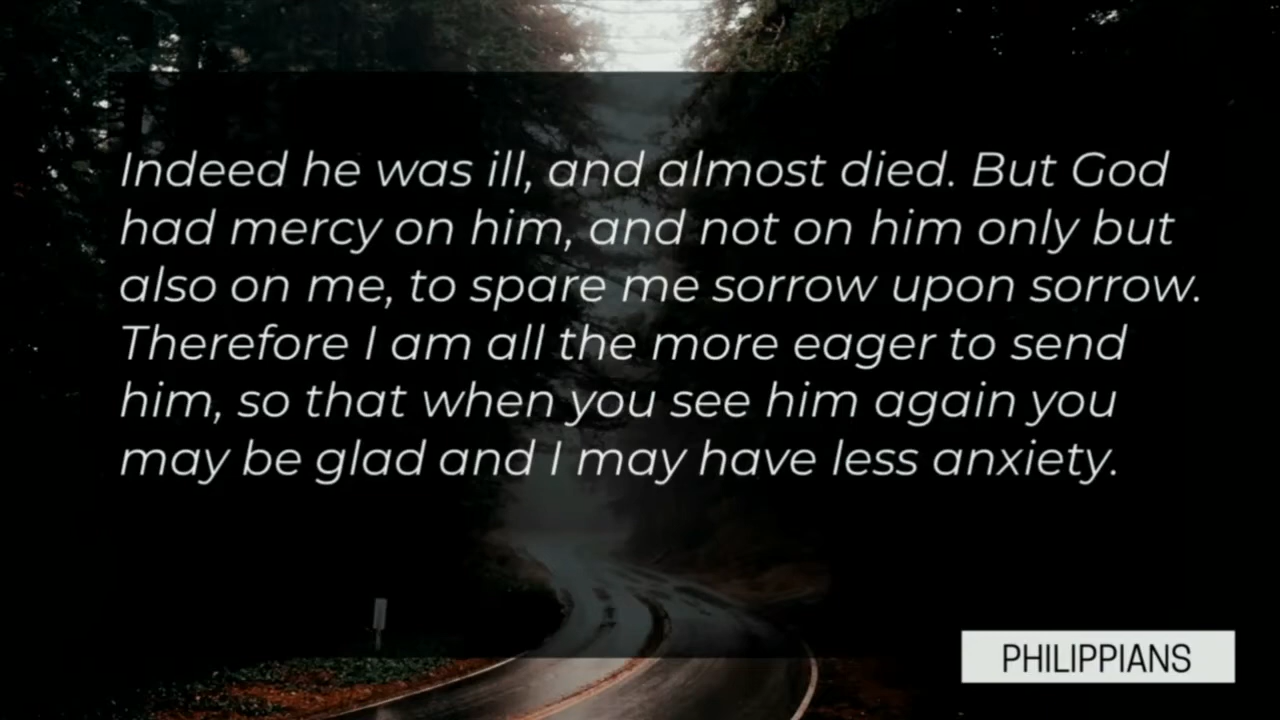 Indeed he was ill, and almost died. But God
had mercy on him, and not on him only but
also on me, to spare me sorrow upon sorrow.
Therefore I am all the more eager to send
him, so that when you see him again you
may be glad and I may have less anxiety.
PHILIPPIANS